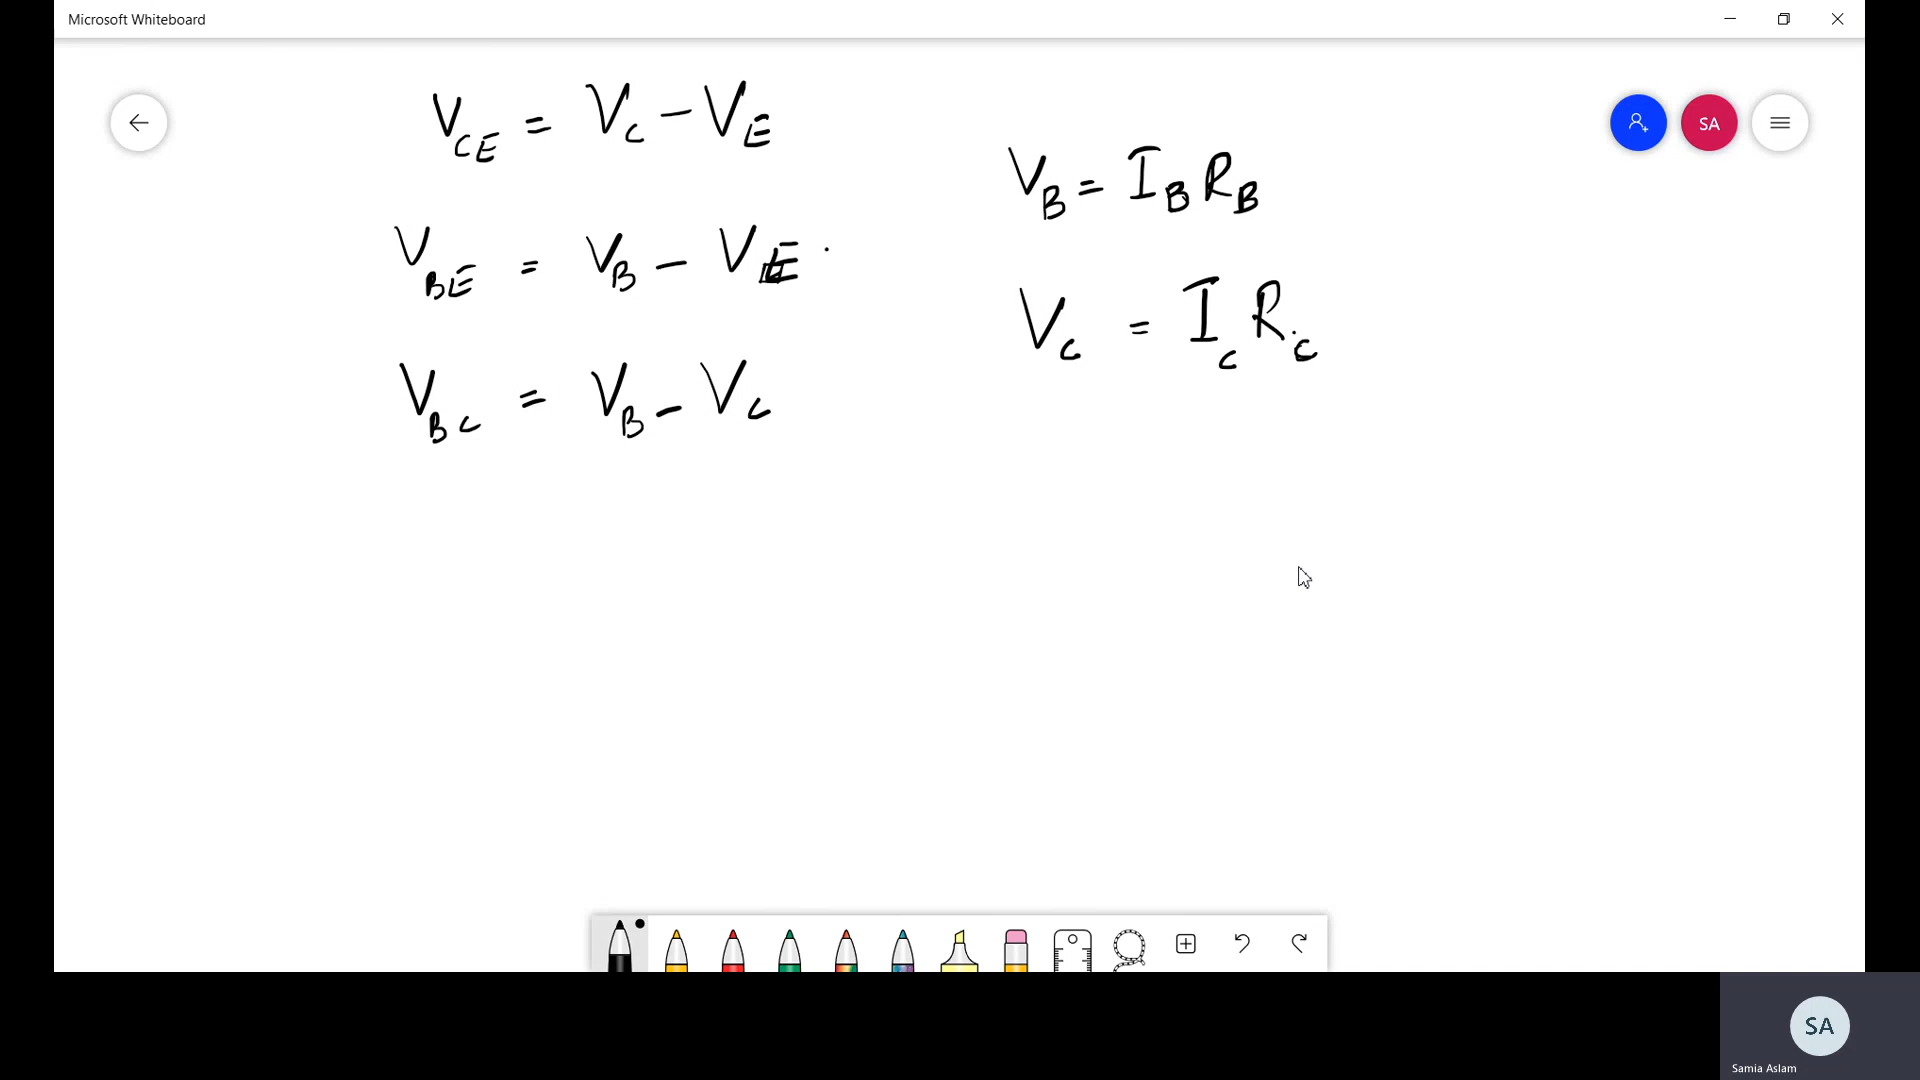 Microsoft Whiteboard
V_CE = V_C - V_E
V_BE = V_B - V_E .
V_BC = V_B - V_C
V_B = I_B R_B
V_C = I_C R_C
SA
SA
Samia Aslam